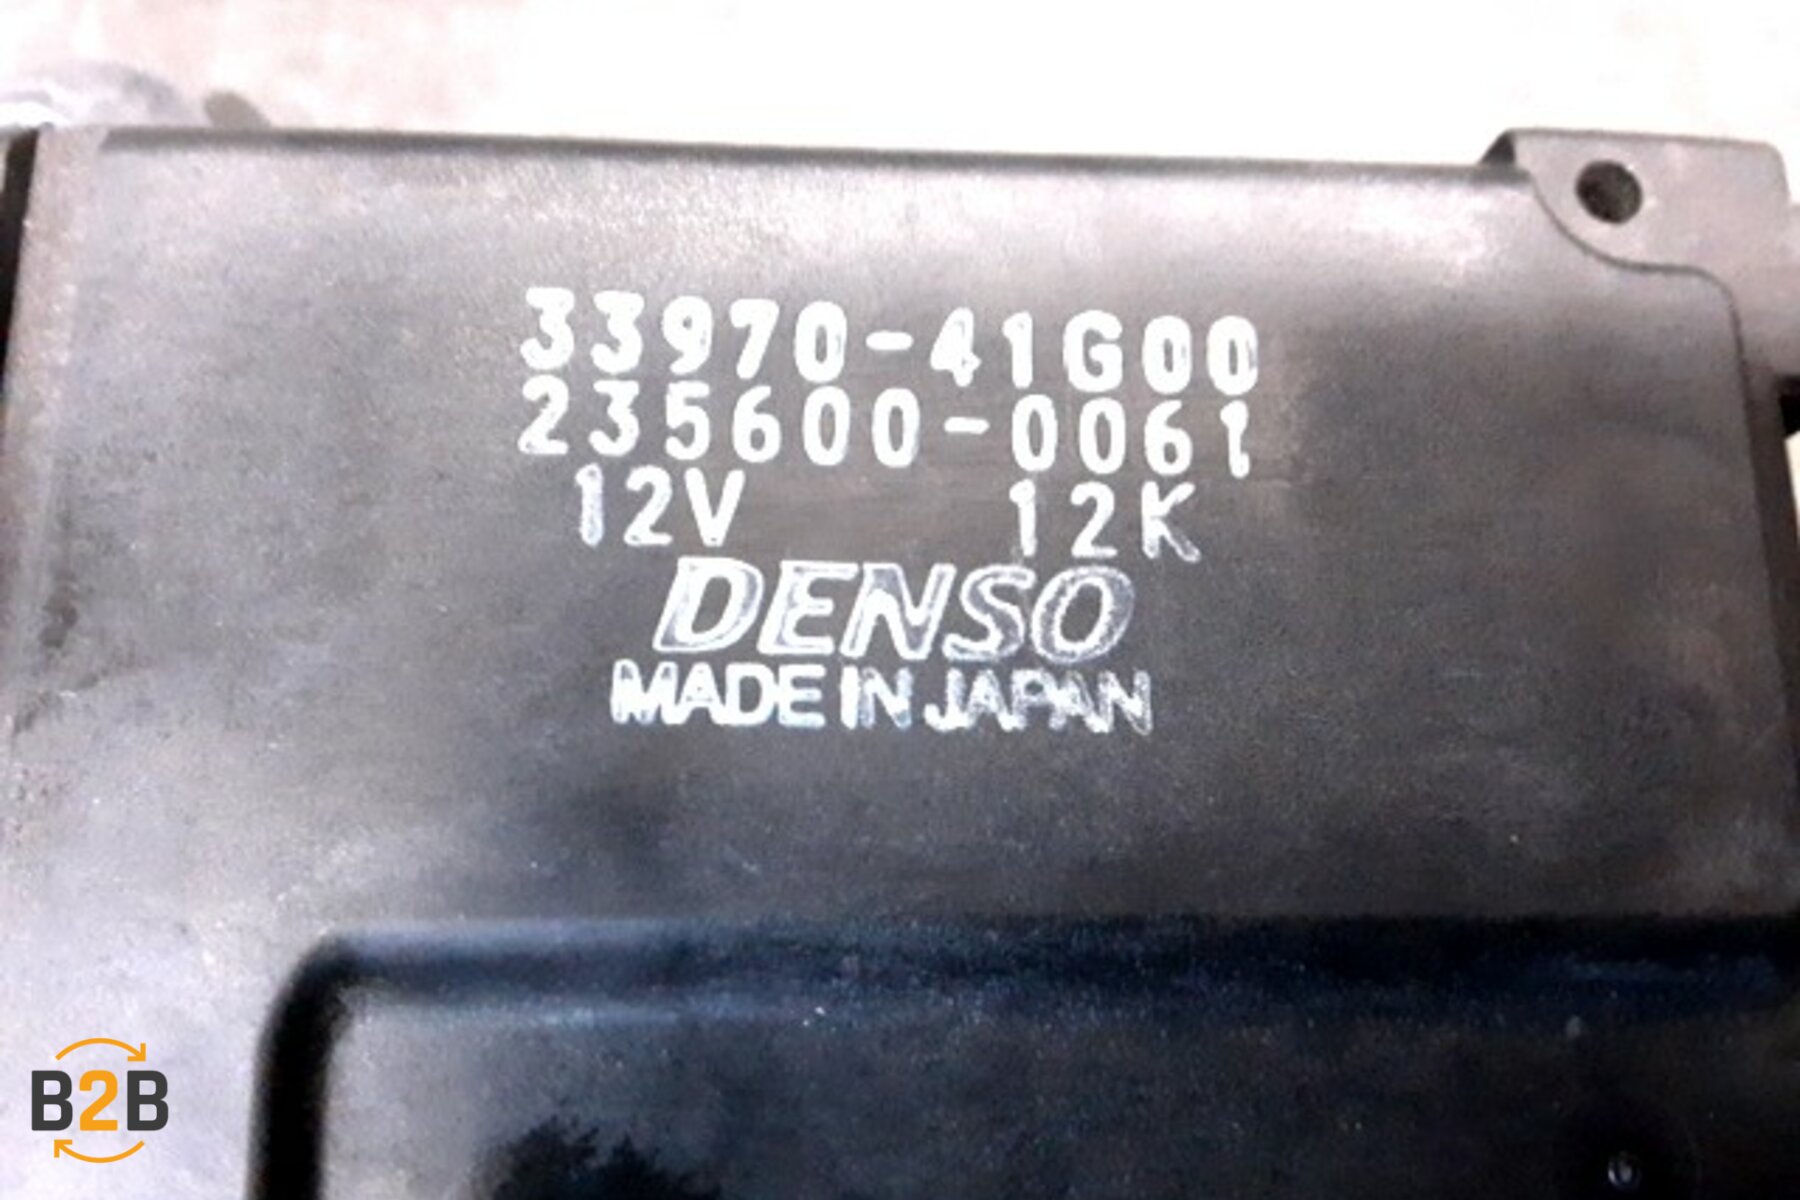 33970-41G00
235600-0061
12V 12K
DENSO
MADE IN JAPAN
B2B